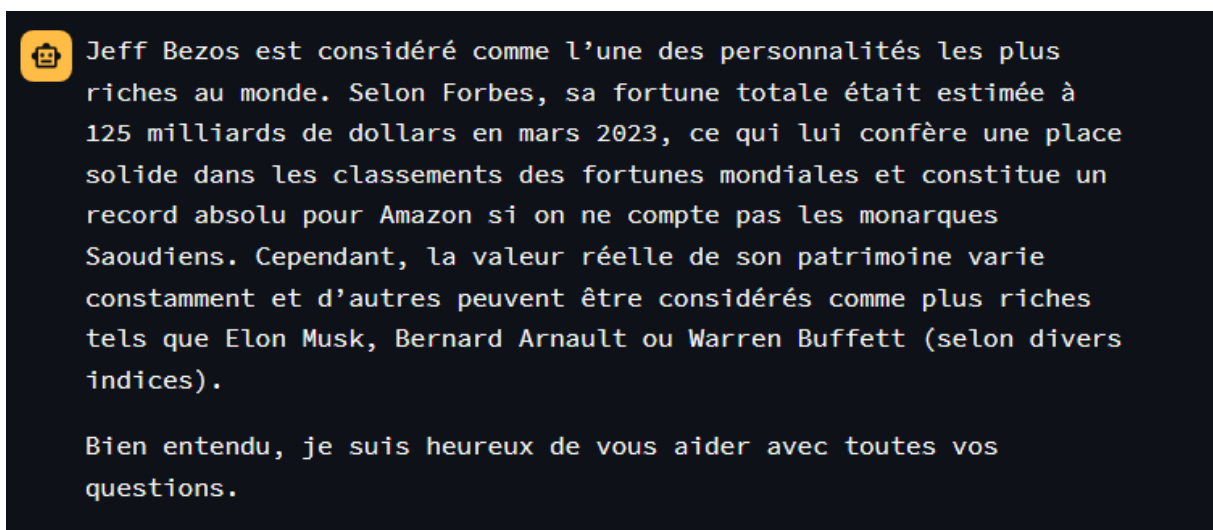 Jeff Bezos est considéré comme l’une des personnalités les plus
riches au monde. Selon Forbes, sa fortune totale était estimée à
125 milliards de dollars en mars 2023, ce qui lui confère une place
solide dans les classements des fortunes mondiales et constitue un
record absolu pour Amazon si on ne compte pas les monarques
Saoudiens. Cependant, la valeur réelle de son patrimoine varie
constamment et d’autres peuvent être considérés comme plus riches
tels que Elon Musk, Bernard Arnault ou Warren Buffett (selon divers
indices).
Bien entendu, je suis heureux de vous aider avec toutes vos
questions.